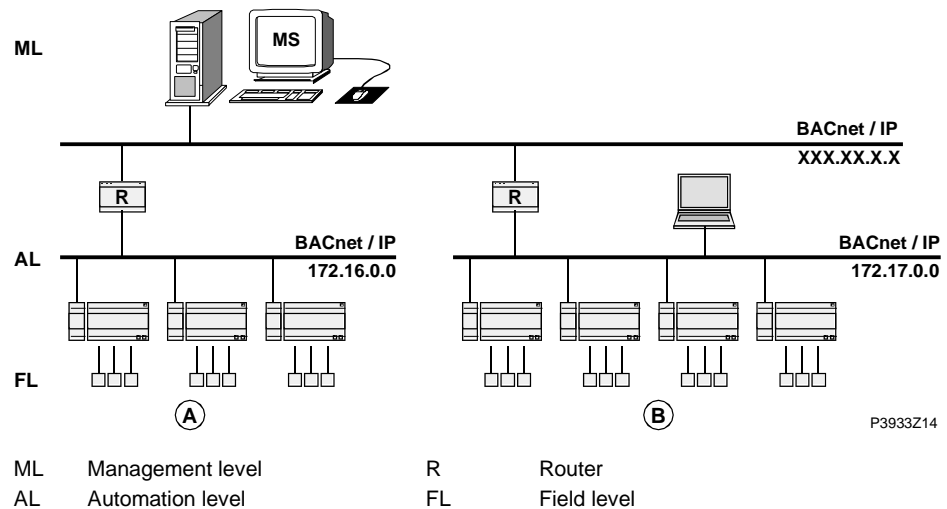 ML
MS
BACnet / IP
XXX.XX.X.X
R
R
AL
BACnet / IP
172.16.0.0
BACnet / IP
172.17.0.0
FL
A
B
P3933Z14
ML Management level R Router
AL Automation level FL Field level